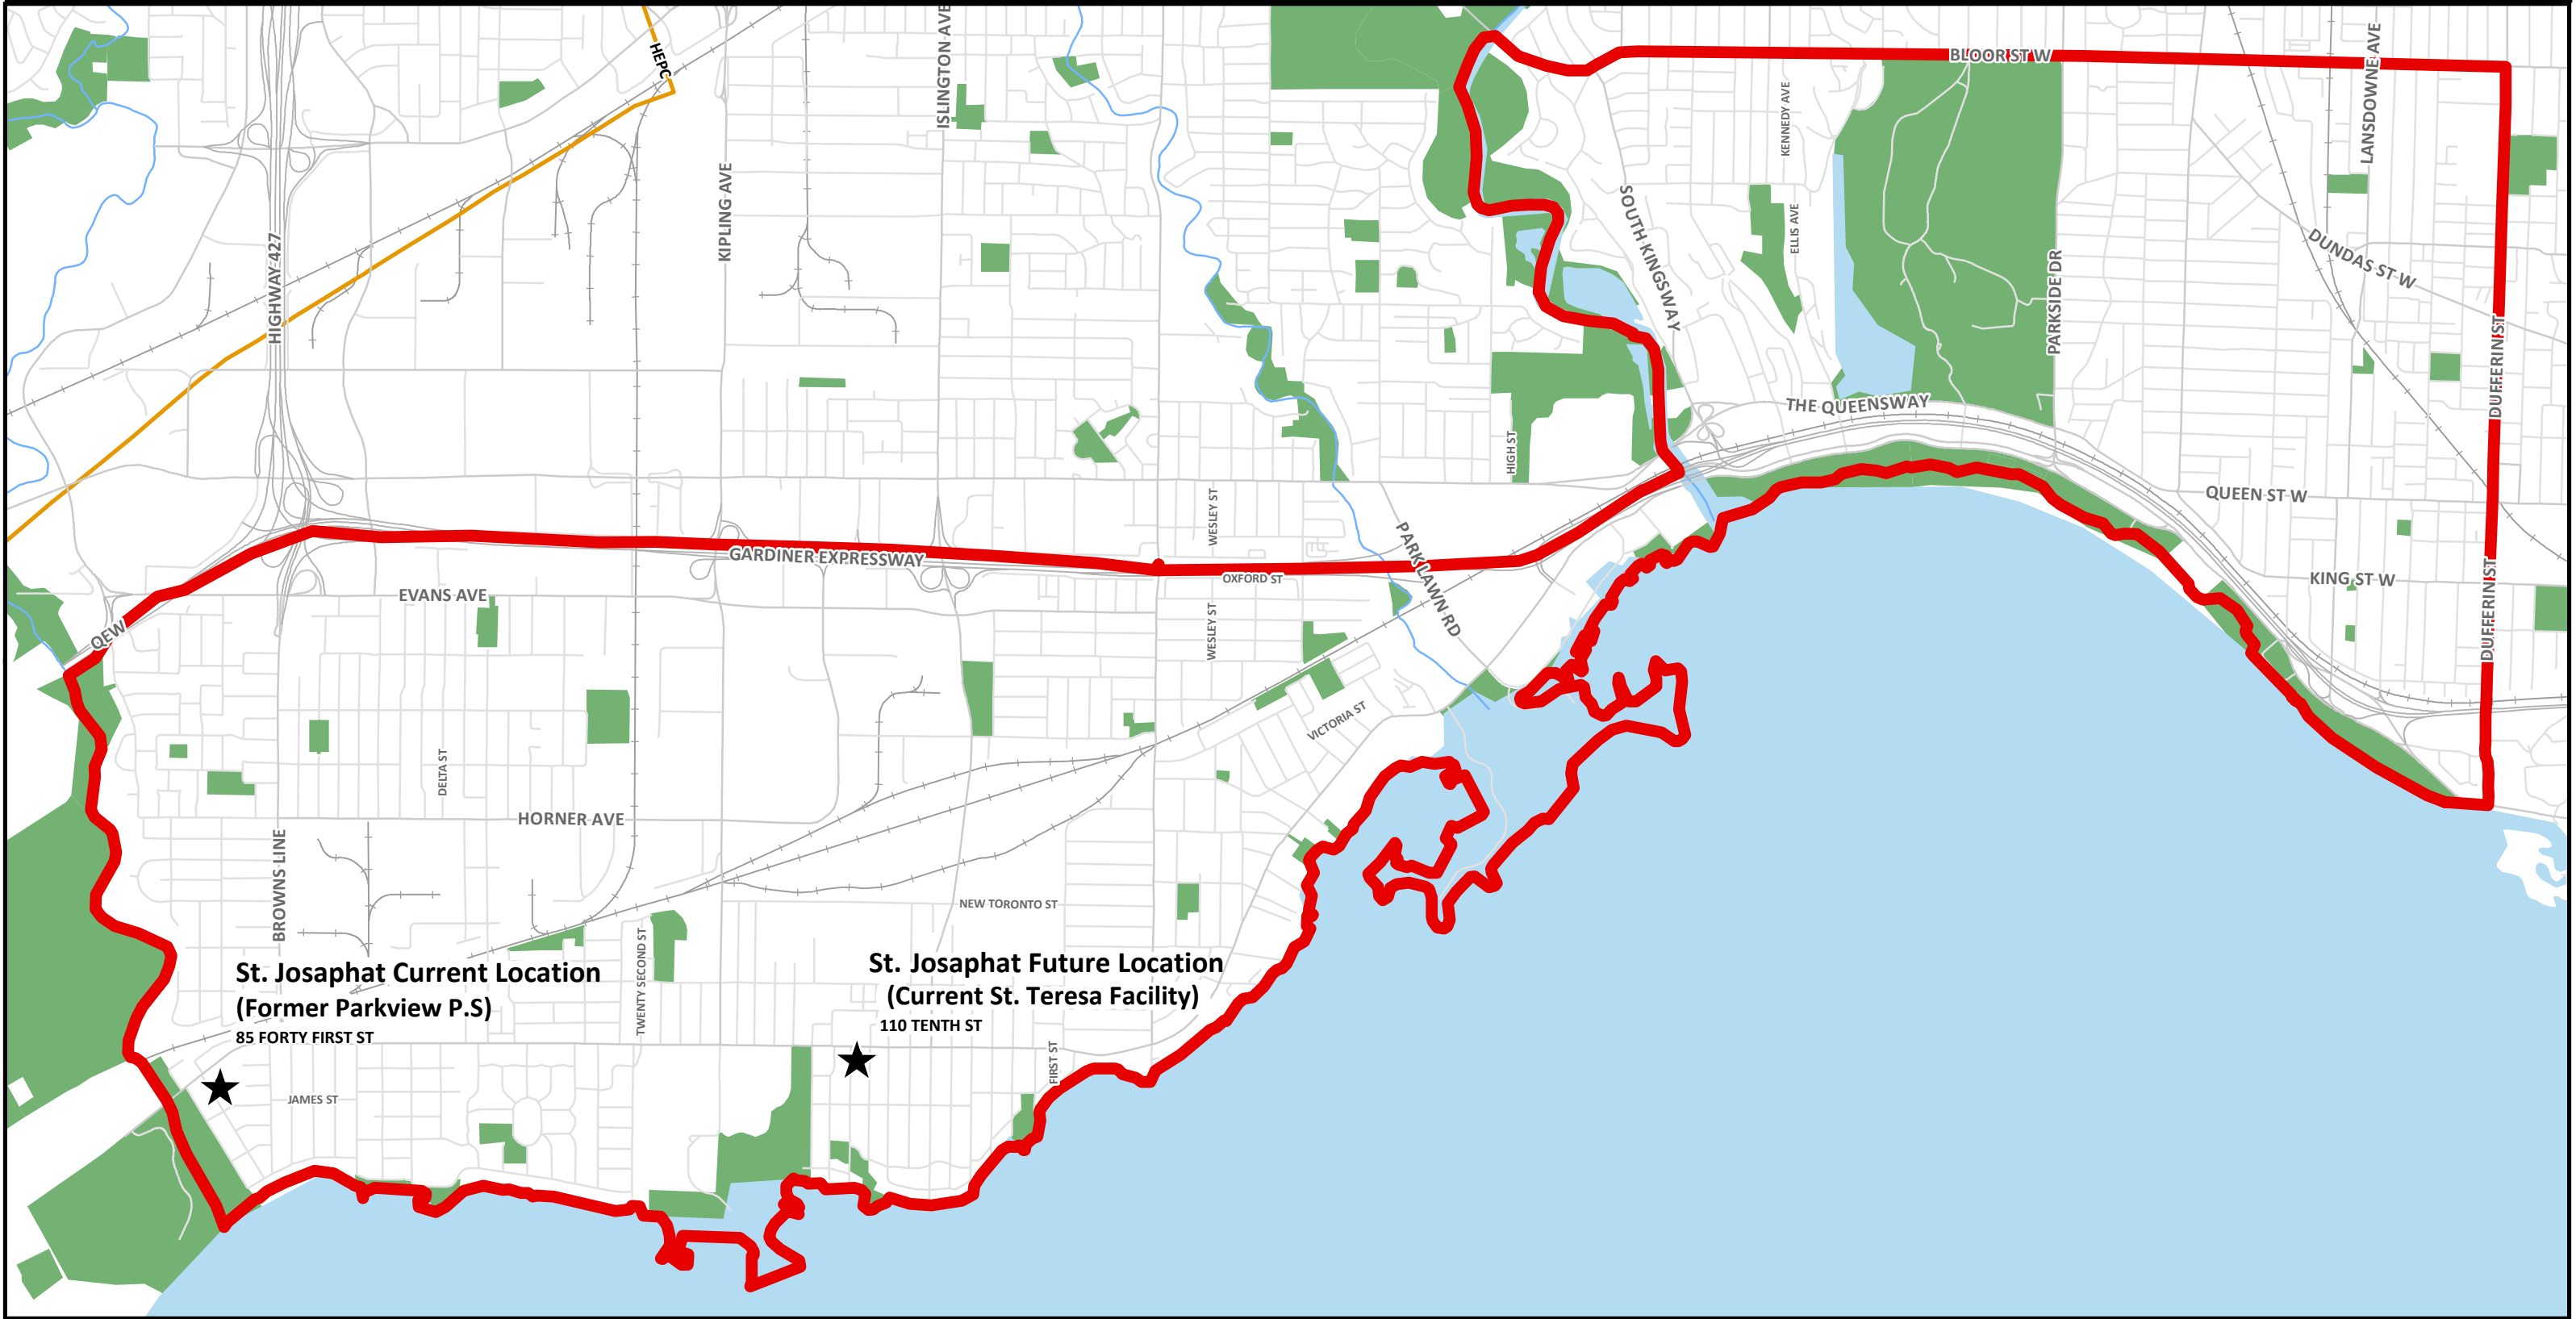 HEPC
ISLINGTON AVE
BLOOR ST W
LANSDOWNE AVE
KENNEDY AVE
KIPLING AVE
HIGHWAY 427
SOUTH KINGSWAY
ELLIS AVE
PARKSIDE DR
DUNDAS ST W
DUFFERIN ST
THE QUEENSWAY
HIGH ST
QUEEN ST W
WESLEY ST
PARK LAWN RD
GARDINER EXPRESSWAY
OXFORD ST
KING ST W
EVANS AVE
QEW
WESLEY ST
DUFFERIN ST
VICTORIA ST
DELTA ST
HORNER AVE
BROWNS LINE
NEW TORONTO ST
TWENTY SECOND ST
St. Josaphat Current Location
(Former Parkview P.S)
85 FORTY FIRST ST
St. Josaphat Future Location
(Current St. Teresa Facility)
110 TENTH ST
FIRST ST
JAMES ST